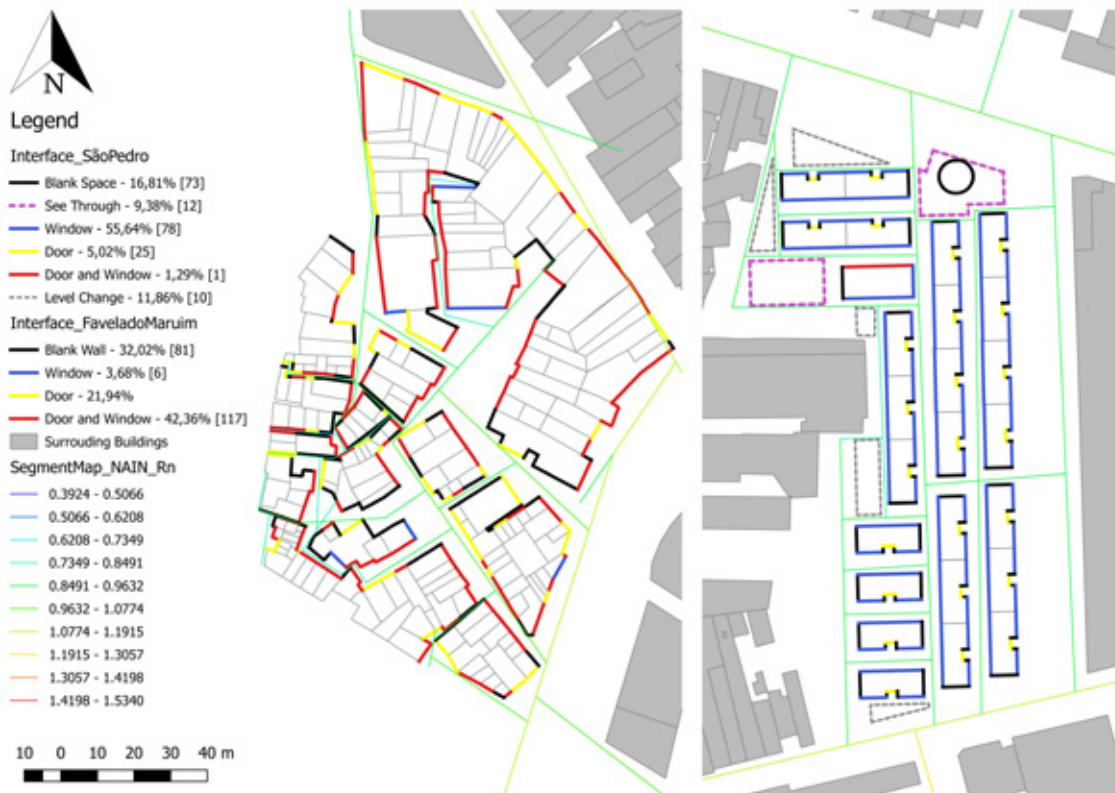 N
Legend
Interface_SãoPedro
Blank Space - 16,81% [73]
See Through - 9,38% [12]
Window - 55,64% [78]
Door - 5,02% [25]
Door and Window - 1,29% [1]
Level Change - 11,86% [10]
Interface_FaveladoMaruim
Blank Wall - 32,02% [81]
Window - 3,68% [6]
Door - 21,94%
Door and Window - 42,36% [117]
Surrouding Buildings
SegmentMap_NAIN_Rn
0.3924 - 0.5066
0.5066 - 0.6208
0.6208 - 0.7349
0.7349 - 0.8491
0.8491 - 0.9632
0.9632 - 1.0774
1.0774 - 1.1915
1.1915 - 1.3057
1.3057 - 1.4198
1.4198 - 1.5340
10 0 10 20 30 40 m